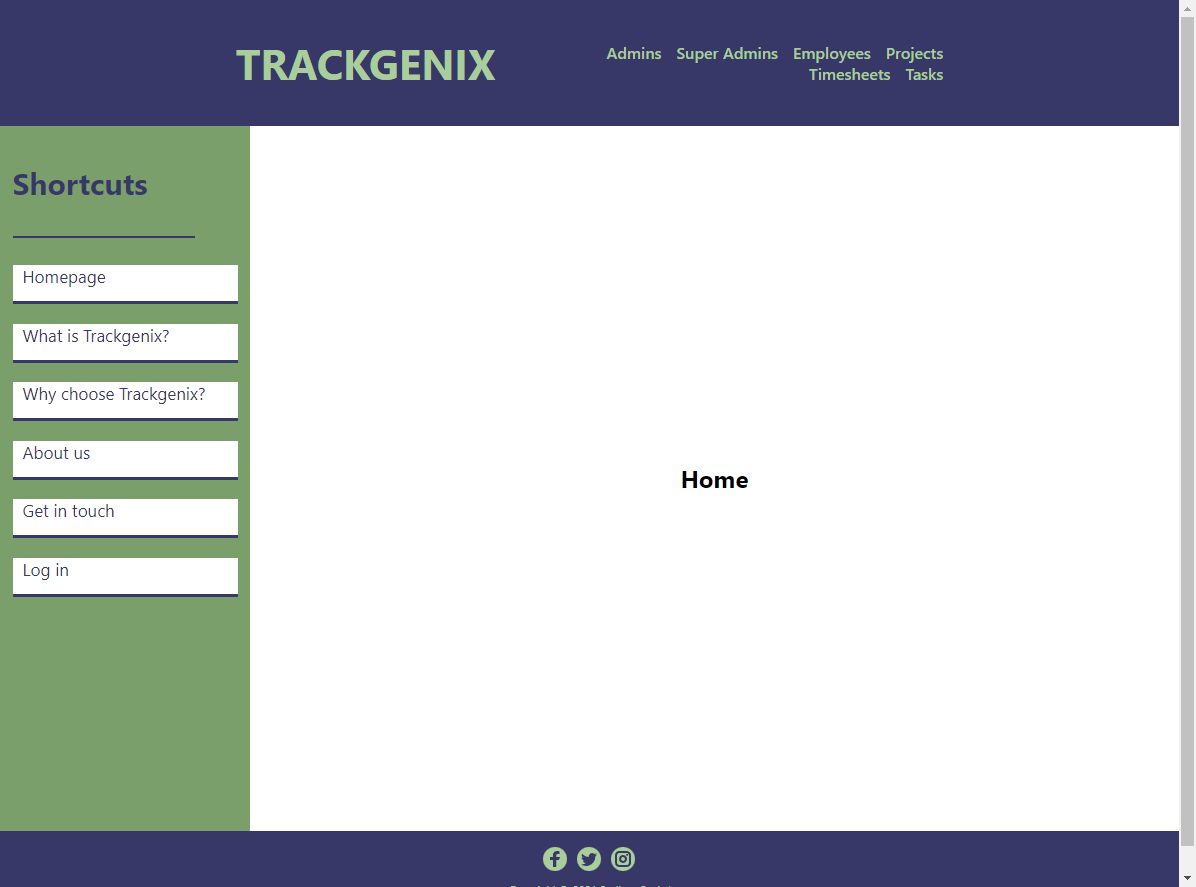 TRACKGENIX
Admins Super Admins Employees Projects
Timesheets Tasks
Shortcuts
Homepage
What is Trackgenix?
Why choose Trackgenix?
About us
Get in touch
Log in
Home